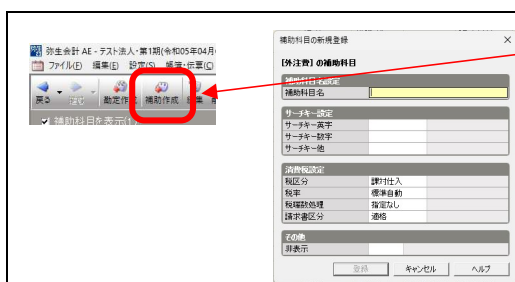 弥生会計 AE - テスト法人・第1期(令和05年04月
ファイル(F) 編集(E) 設定(S) 帳簿・伝票(C)
戻る 進む 勘定作成 補助作成 編集
補助科目を表示(1)
補助科目の新規登録
[外注費] の補助科目
補助科目名設定
補助科目名
サーチキー設定
サーチキー英字
サーチキー数字
サーチキー他
消費税設定
税区分 課対仕入
税率 標準自動
税端数処理 指定なし
請求書区分 適格
その他
非表示
登録 キャンセル ヘルプ